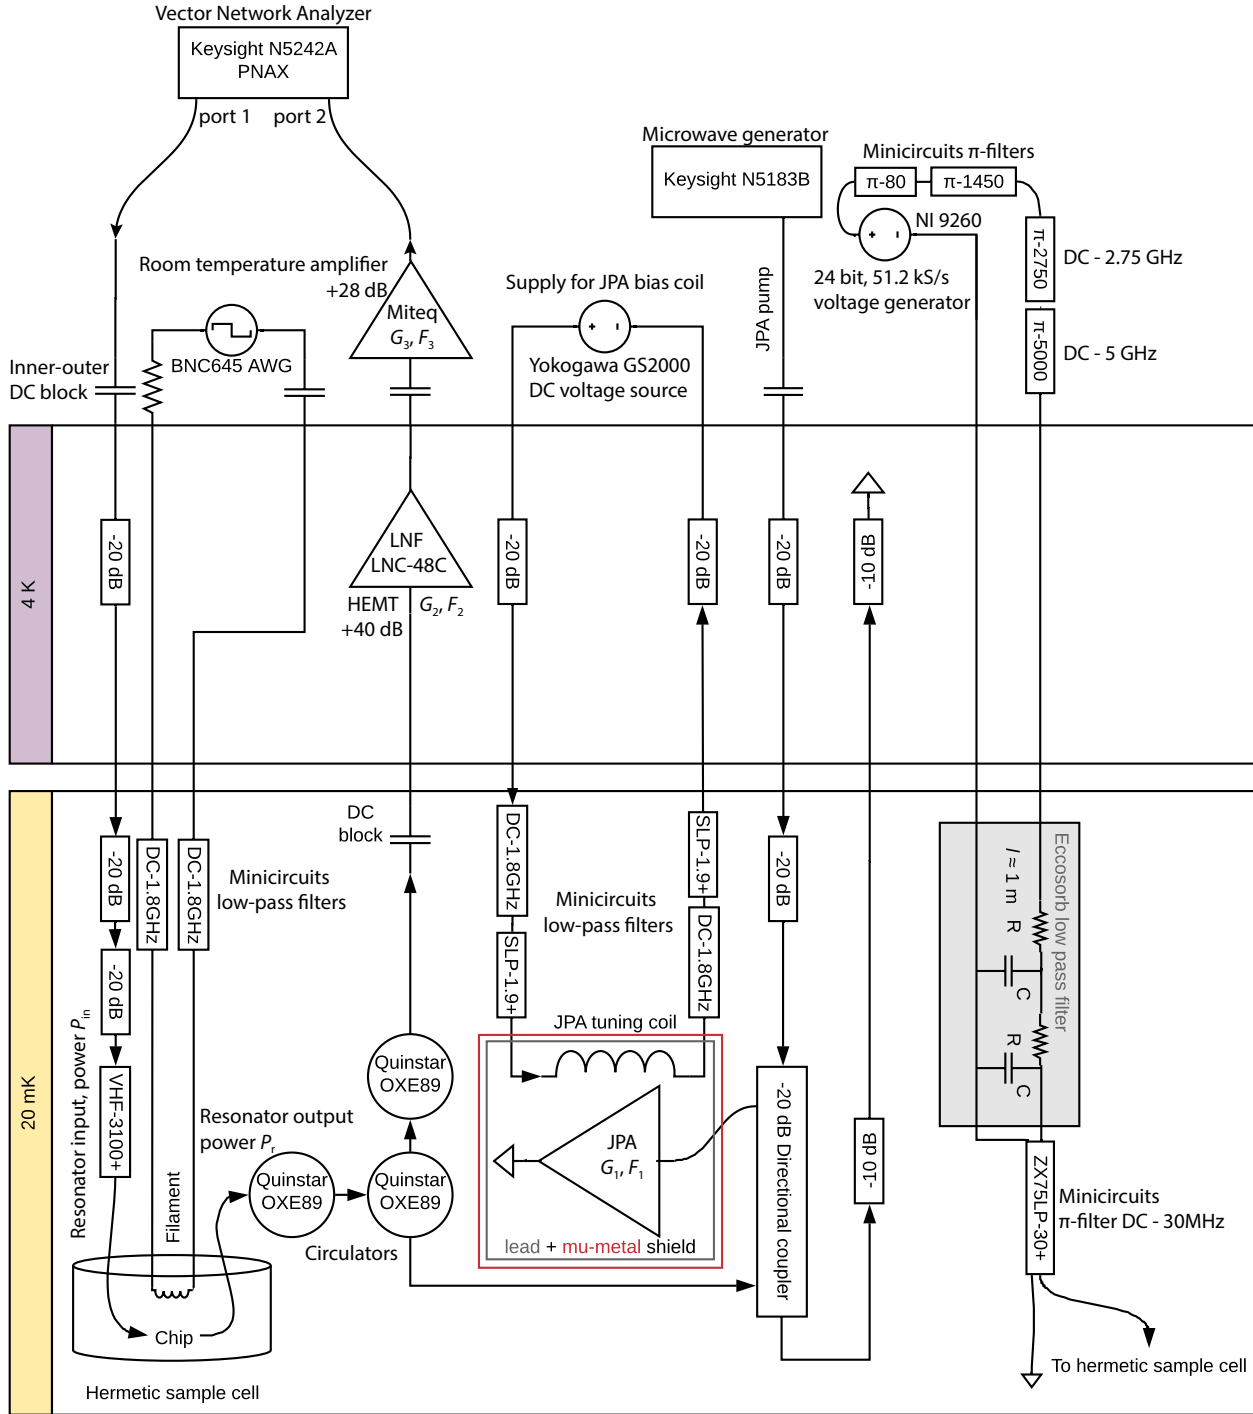 Vector Network Analyzer
Keysight N5242A
PNAX
port 1
port 2
Microwave generator
Keysight N5183B
Minicircuits π-filters
π-80
π-1450
NI 9260
π-2750
DC - 2.75 GHz
24 bit, 51.2 kS/s
voltage generator
π-5000
DC - 5 GHz
JPA pump
Room temperature amplifier
+28 dB
Miteq
G3, F3
Supply for JPA bias coil
Yokogawa GS2000
DC voltage source
BNC645 AWG
Inner-outer
DC block
4 K
-20 dB
LNF
LNC-48C
HEMT
+40 dB
G2, F2
-20 dB
-20 dB
-20 dB
-10 dB
20 mK
DC
block
-20 dB
-20 dB
VHF-3100+
DC-1.8GHz
DC-1.8GHz
Minicircuits
low-pass filters
DC-1.8GHz
SLP-1.9+
Minicircuits
low-pass filters
SLP-1.9+
DC-1.8GHz
-20 dB
Eccosorb low pass filter
l ≈ 1 m
R
C
R
C
Resonator input, power Pin
Filament
Resonator output
power Pr
Quinstar
OXE89
Quinstar
OXE89
Quinstar
OXE89
Circulators
JPA tuning coil
JPA
G1, F1
lead + mu-metal shield
-20 dB Directional coupler
-10 dB
ZX75LP-30+
Minicircuits
π-filter DC - 30MHz
To hermetic sample cell
Chip
Hermetic sample cell